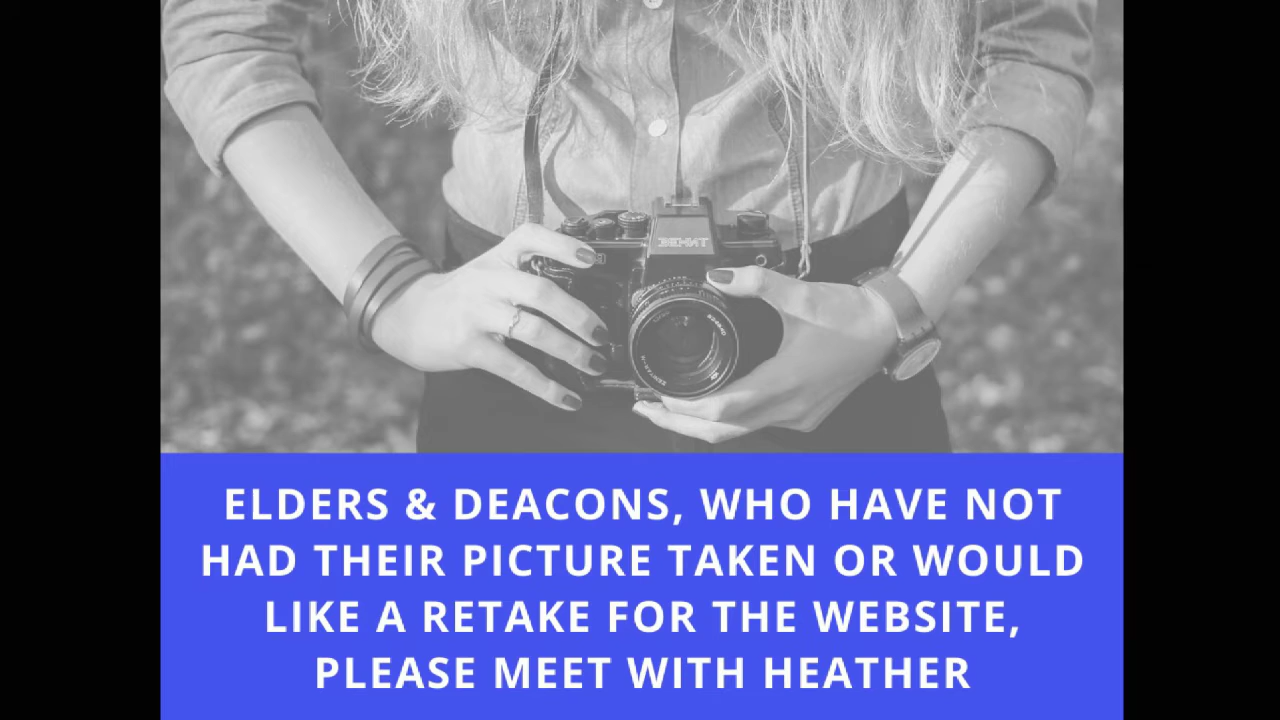 ЗЕНИТ
ELDERS & DEACONS, WHO HAVE NOT
HAD THEIR PICTURE TAKEN OR WOULD
LIKE A RETAKE FOR THE WEBSITE,
PLEASE MEET WITH HEATHER